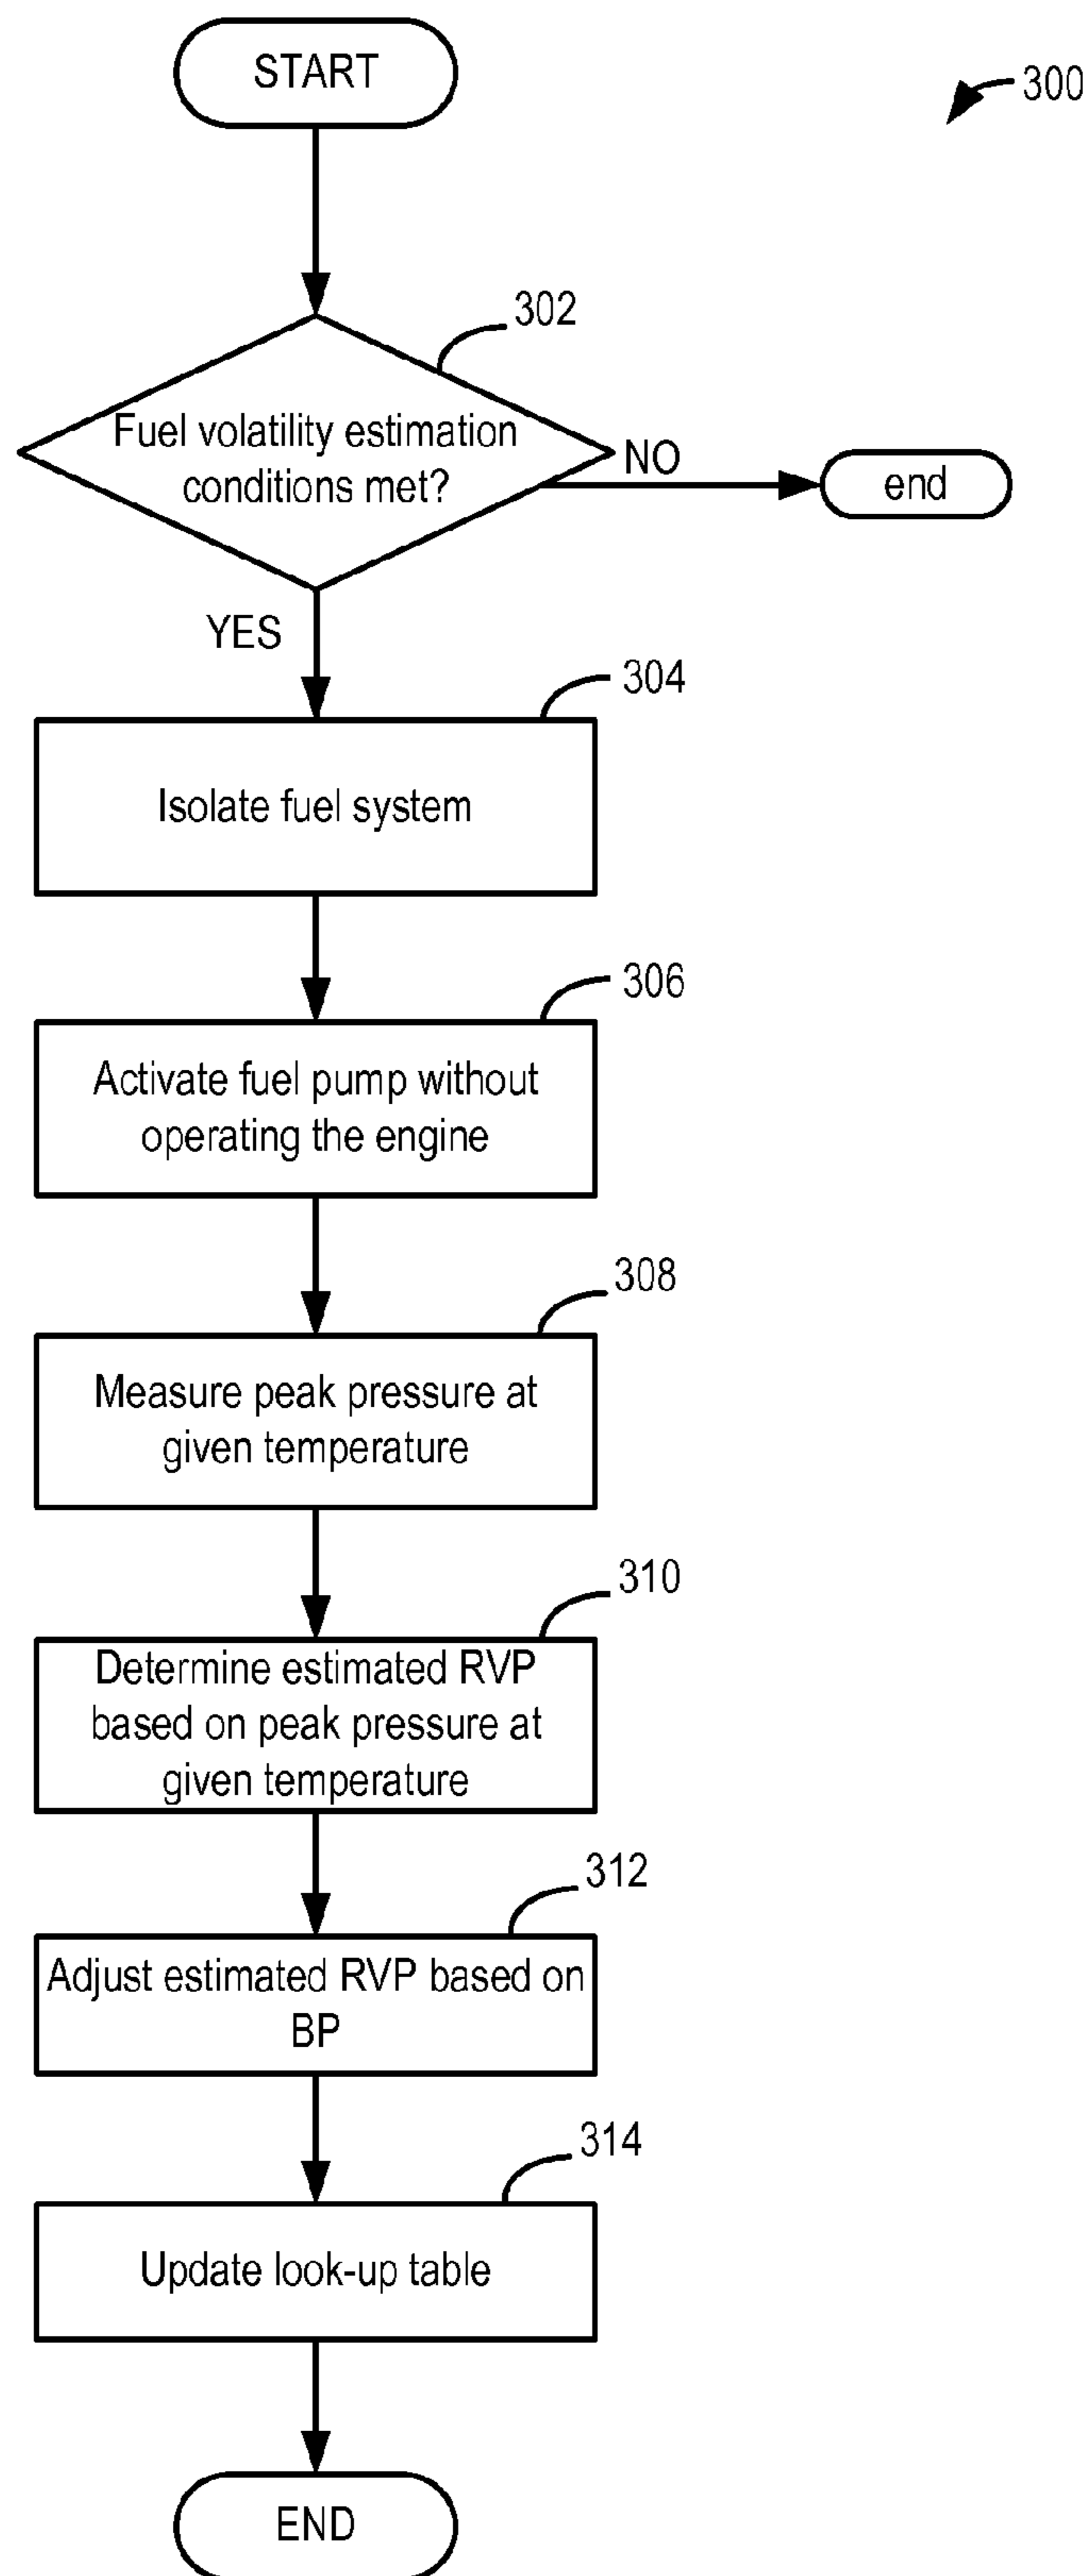 START
300
302
Fuel volatility estimation
conditions met?
NO
end
YES
304
Isolate fuel system
306
Activate fuel pump without
operating the engine
308
Measure peak pressure at
given temperature
310
Determine estimated RVP
based on peak pressure at
given temperature
312
Adjust estimated RVP based on
BP
314
Update look-up table
END